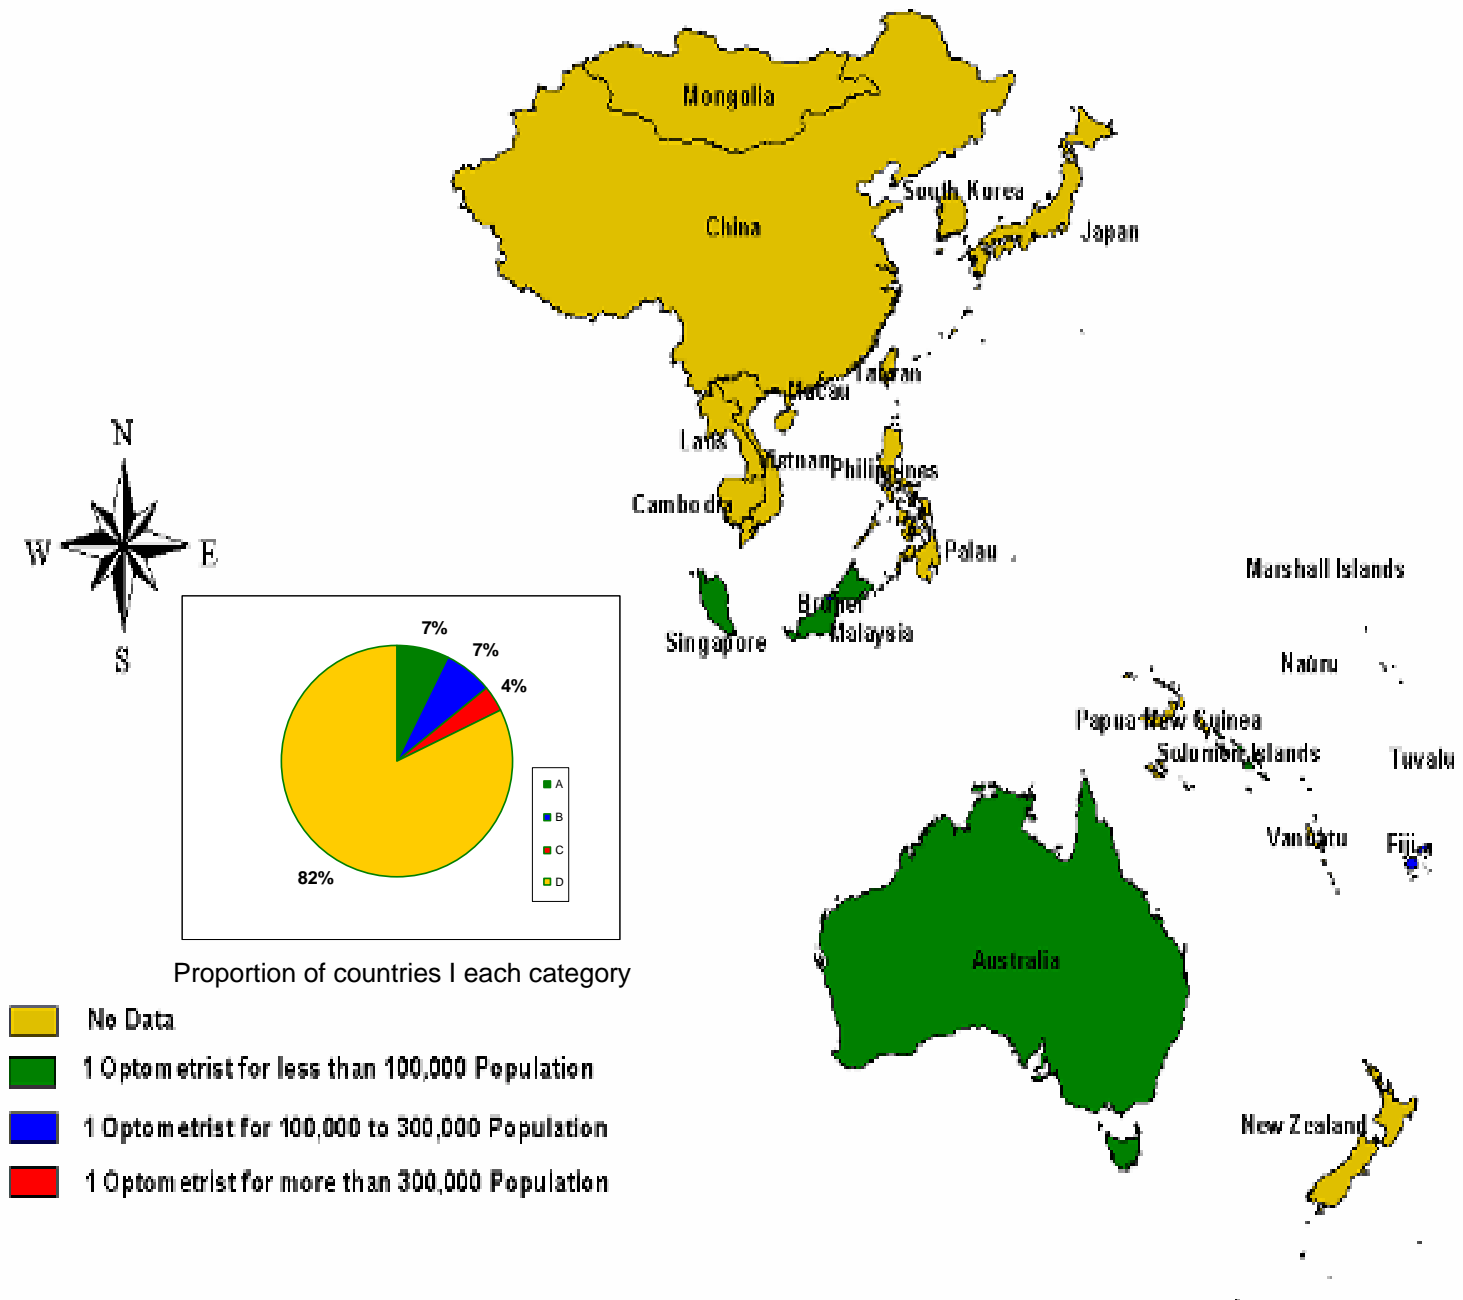 Mongolia
South Korea
China
Japan
Taiwan
Macau
N
Laos
Vietnam
Philippines
Cambodia
W
E
Palau
Marshall Islands
Brunei
Malaysia
Singapore
S
7%
7%
4%
Nauru
Papua New Guinea
Solomon Islands
Tuvalu
A
B
C
D
Vanuatu
Fiji
82%
Australia
Proportion of countries I each category
No Data
1 Optometrist for less than 100,000 Population
1 Optometrist for 100,000 to 300,000 Population
New Zealand
1 Optometrist for more than 300,000 Population